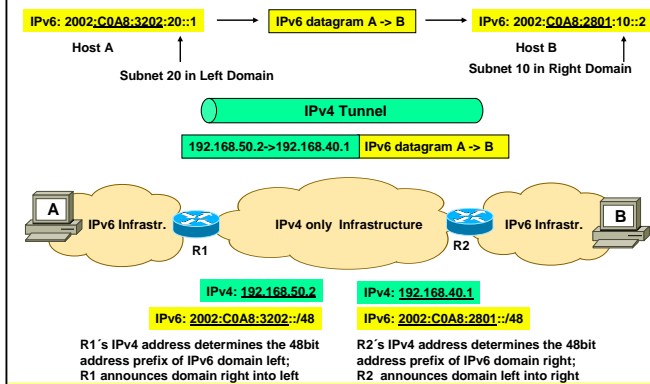 IPv6: 2002:C0A8:3202:20::1
IPv6 datagram A -> B
IPv6: 2002:C0A8:2801:10::2
Host A
Host B
Subnet 20 in Left Domain
Subnet 10 in Right Domain
IPv4 Tunnel
192.168.50.2->192.168.40.1
IPv6 datagram A -> B
A
IPv6 Infrastr.
IPv4 only Infrastructure
IPv6 Infrastr.
B
R1
R2
IPv4: 192.168.50.2
IPv4: 192.168.40.1
IPv6: 2002:C0A8:3202::/48
IPv6: 2002:C0A8:2801::/48
R1´s IPv4 address determines the 48bit
address prefix of IPv6 domain left;
R1 announces domain right into left
R2´s IPv4 address determines the 48bit
address prefix of IPv6 domain right;
R2 announces domain left into right